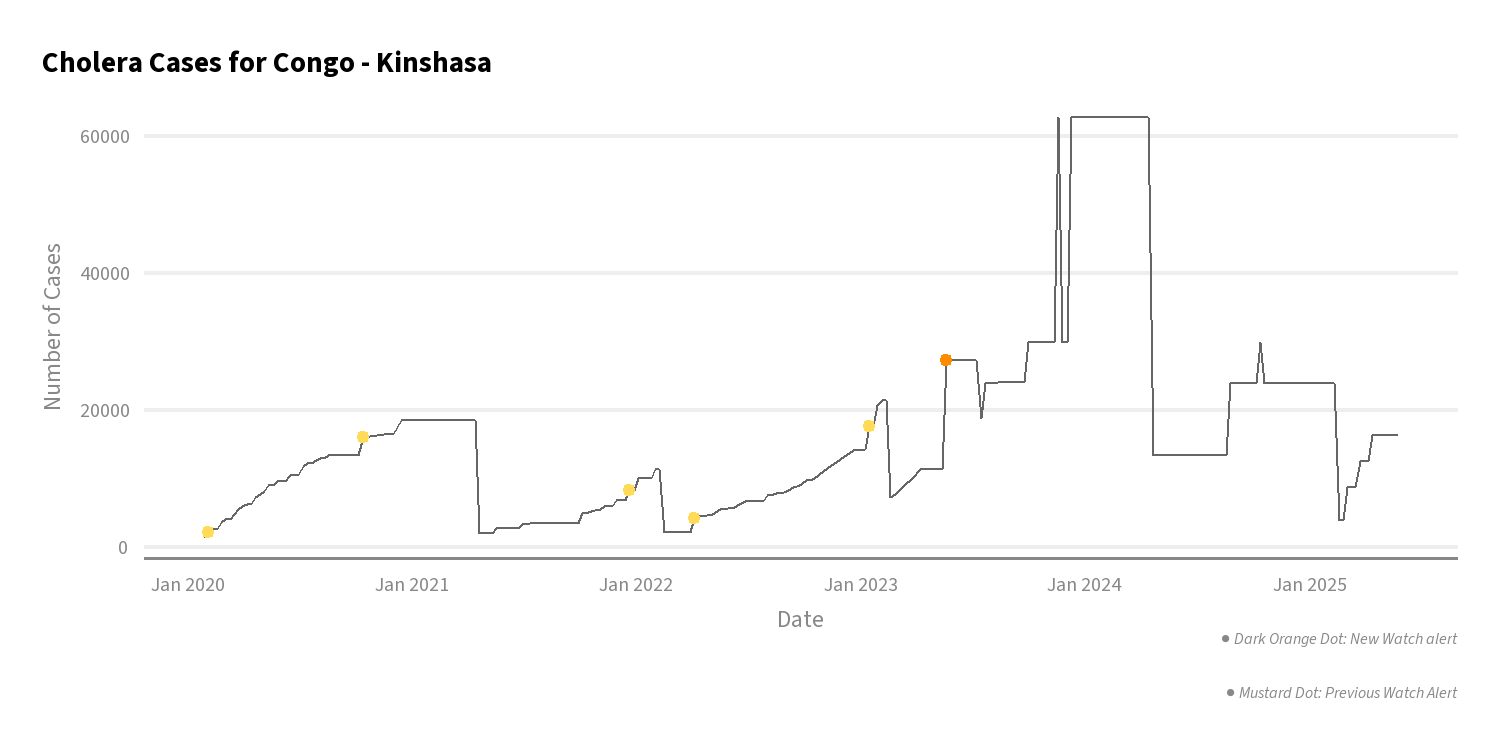 Cholera Cases for Congo - Kinshasa
60000
40000
20000
0
Number of Cases
Jan 2020
Jan 2021
Jan 2022
Jan 2023
Jan 2024
Jan 2025
Date
Dark Orange Dot: New Watch alert
Mustard Dot: Previous Watch Alert